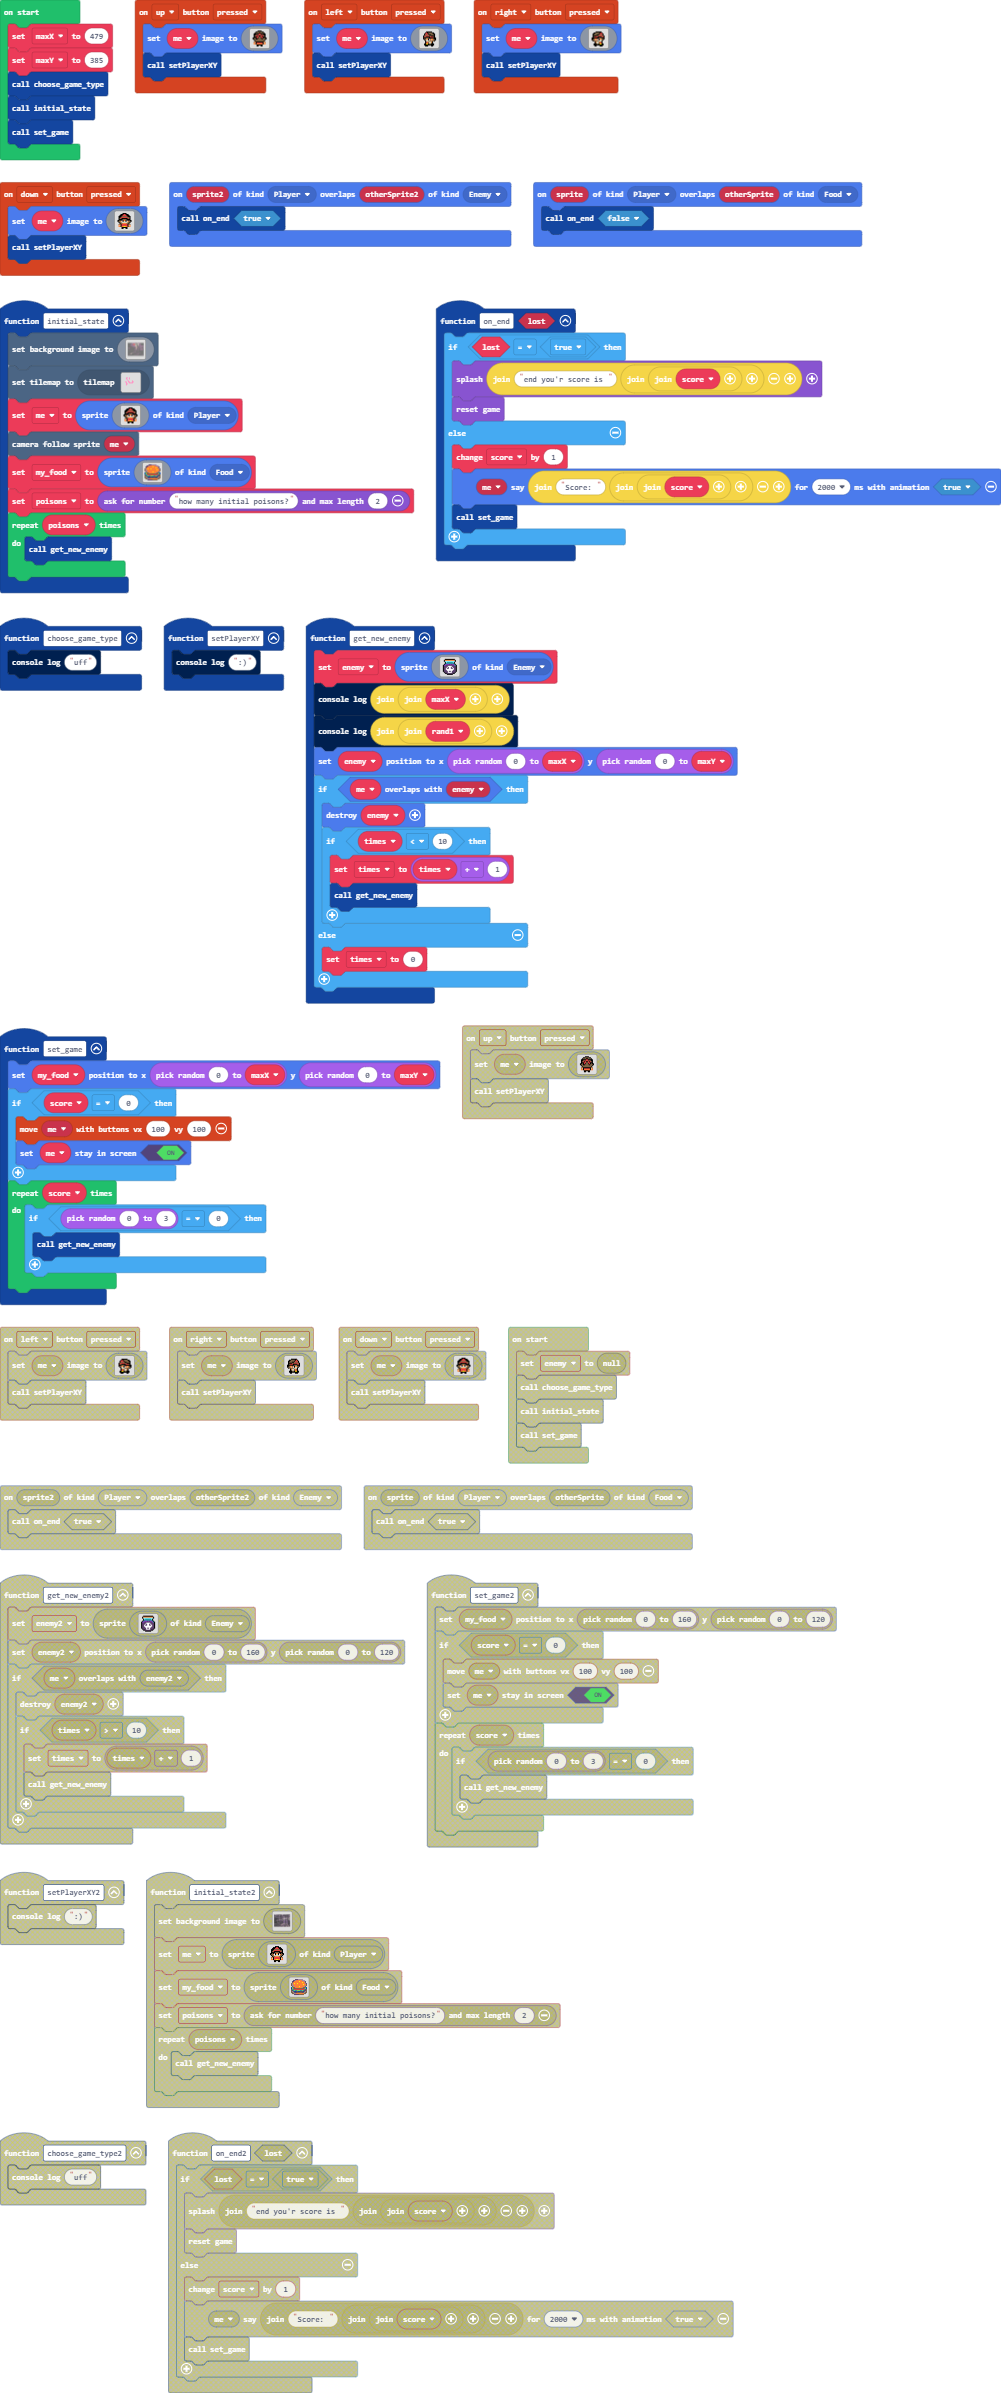 on start
set maxX to 479
set maxY to 385
call choose_game_type
call initial_state
call set_game
on up button pressed
set me image to
call setPlayerXY
on left button pressed
set me image to
call setPlayerXY
on right button pressed
set me image to
call setPlayerXY
on down button pressed
set me image to
call setPlayerXY
on sprite2 of kind Player overlaps otherSprite2 of kind Enemy
call on_end true
on sprite of kind Player overlaps otherSprite of kind Food
call on_end false
function initial_state
set background image to
set tilemap to tilemap
set me to sprite of kind Player
camera follow sprite me
set my_food to sprite of kind Food
set poisons to ask for number "how many initial poisons?" and max length 2
repeat poisons times
do
call get_new_enemy
function on_end lost
if lost = true then
splash join "end you'r score is " join join score
reset game
else
change score by 1
me say join "Score: " join join score for 2000 ms with animation true
call set_game
function choose_game_type
console log "uff"
function setPlayerXY
console log ":)"
function get_new_enemy
set enemy to sprite of kind Enemy
console log join join maxX
console log join join rand1
set enemy position to x pick random 0 to maxX y pick random 0 to maxY
if me overlaps with enemy then
destroy enemy
if times < 10 then
set times to times + 1
call get_new_enemy
else
set times to 0
function set_game
set my_food position to x pick random 0 to maxX y pick random 0 to maxY
if score = 0 then
move me with buttons vx 100 vy 100
set me stay in screen ON
repeat score times
do
if pick random 0 to 3 = 0 then
call get_new_enemy
on up button pressed
set me image to
call setPlayerXY
on left button pressed
set me image to
call setPlayerXY
on right button pressed
set me image to
call setPlayerXY
on down button pressed
set me image to
call setPlayerXY
on start
set enemy to null
call choose_game_type
call initial_state
call set_game
on sprite2 of kind Player overlaps otherSprite2 of kind Enemy
call on_end true
on sprite of kind Player overlaps otherSprite of kind Food
call on_end true
function get_new_enemy2
set enemy2 to sprite of kind Enemy
set enemy2 position to x pick random 0 to 160 y pick random 0 to 120
if me overlaps with enemy2 then
destroy enemy2
if times > 10 then
set times to times + 1
call get_new_enemy
function set_game2
set my_food position to x pick random 0 to 160 y pick random 0 to 120
if score = 0 then
move me with buttons vx 100 vy 100
set me stay in screen ON
repeat score times
do
if pick random 0 to 3 = 0 then
call get_new_enemy
function setPlayerXY2
console log ":)"
function initial_state2
set background image to
set me to sprite of kind Player
set my_food to sprite of kind Food
set poisons to ask for number "how many initial poisons?" and max length 2
repeat poisons times
do
call get_new_enemy
function choose_game_type2
console log "uff"
function on_end2 lost
if lost = true then
splash join "end you'r score is " join join score
reset game
else
change score by 1
me say join "Score: " join join score for 2000 ms with animation true
call set_game